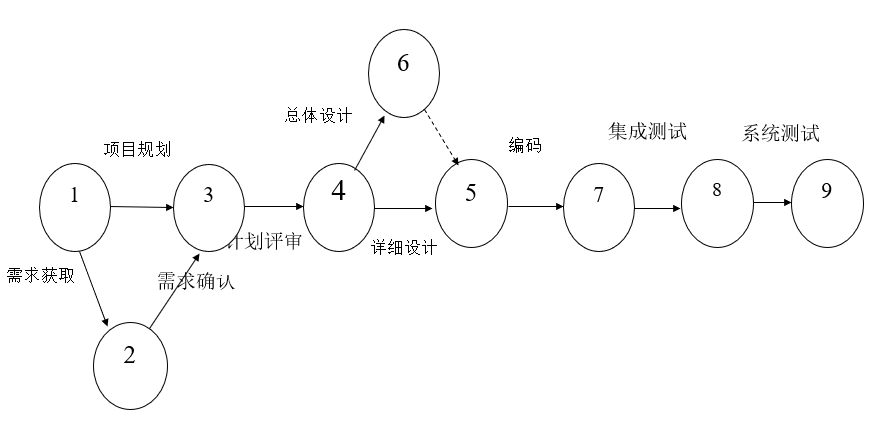 6
总体设计
集成测试
系统测试
编码
项目规划
1
3
4
5
7
8
9
计划评审
详细设计
需求获取
需求确认
2